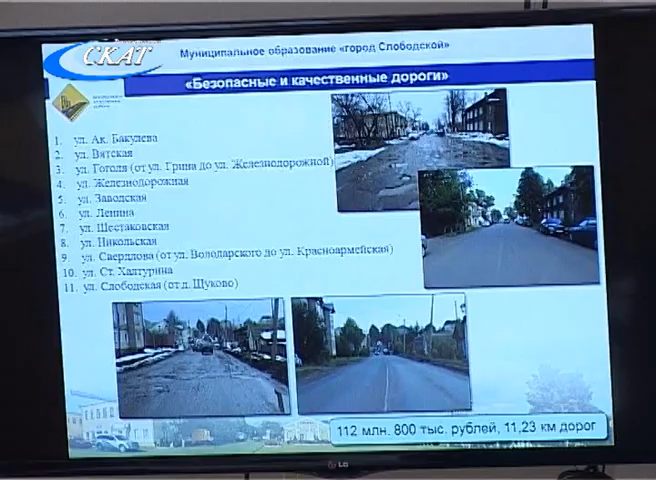 СКАТ
Муниципальное образование «город Слободской»
«Безопасные и качественные дороги»
1. ул. Ак. Бакулева
2. ул. Вятская
3. ул. Гоголя (от ул. Грина до ул. Железнодорожной)
4. ул. Железнодорожная
5. ул. Заводская
6. ул. Ленина
7. ул. Шестаковская
8. ул. Никольская
9. ул. Свердлова (от ул. Володарского до ул. Красноармейская)
10. ул. Ст. Халтурина
11. ул. Слободская (от д. Щуково)
112 млн. 800 тыс. рублей, 11,23 км дорог
LG